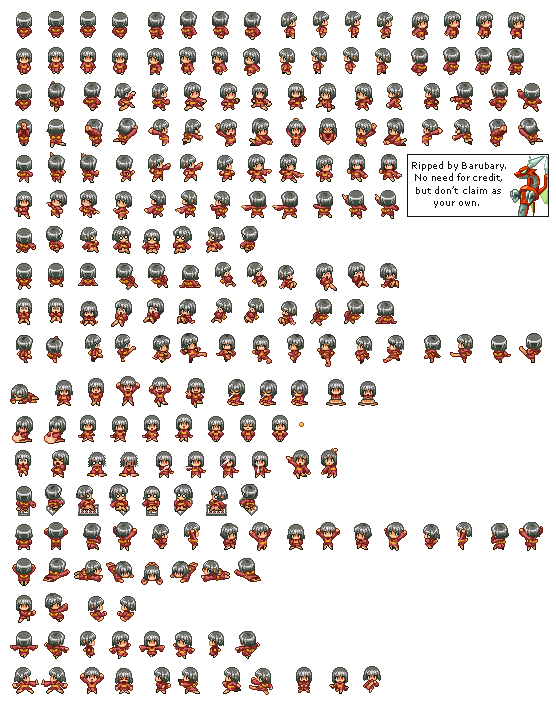 Ripped by Barubary.
No need for credit,
but don't claim as
your own.